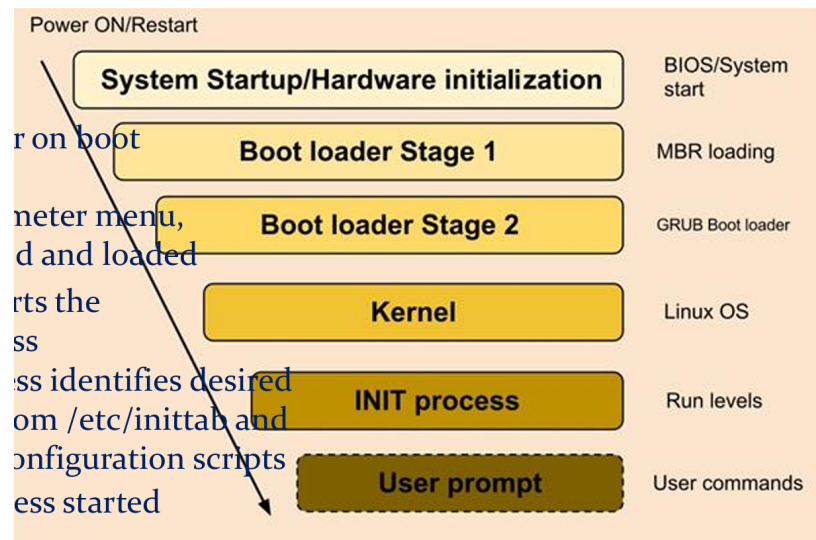 Power ON/Restart
System Startup/Hardware initialization
BIOS/System
start
r on boot
Boot loader Stage 1
MBR loading
meter menu,
d and loaded
Boot loader Stage 2
GRUB Boot loader
rts the
ss
Kernel
Linux OS
ess identifies desired
om /etc/inittab and
onfiguration scripts
INIT process
Run levels
ess started
User prompt
User commands